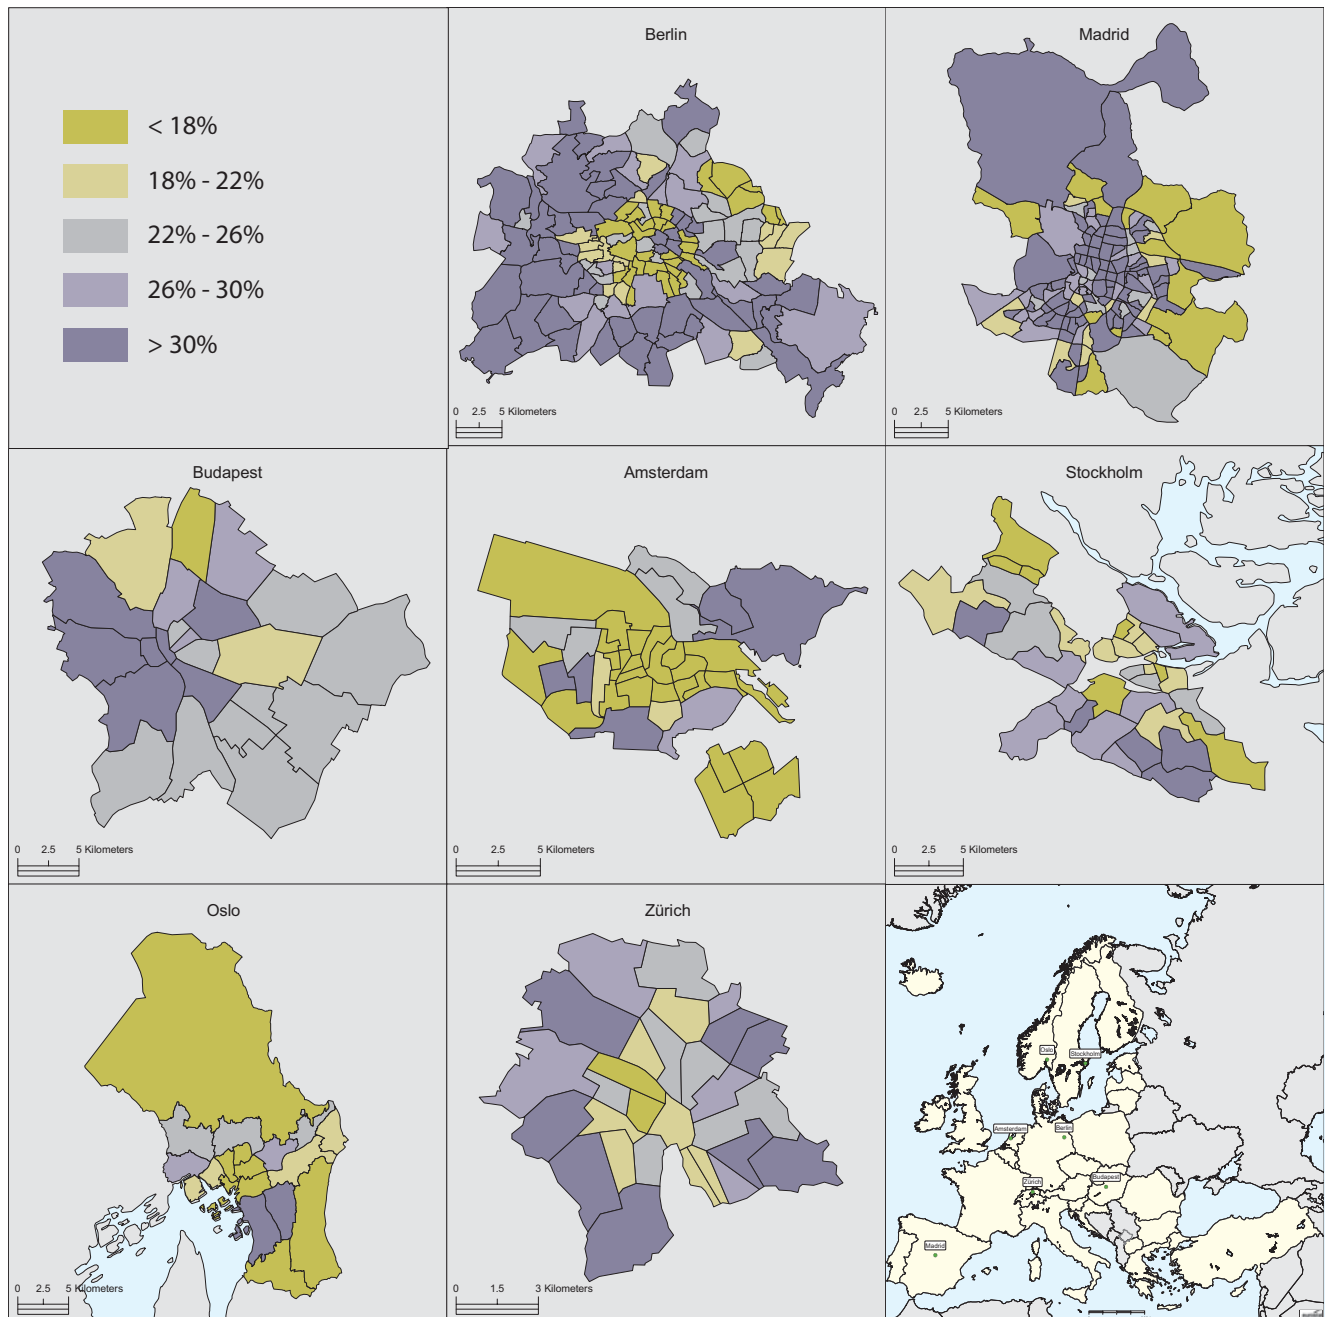 < 18%
18% - 22%
22% - 26%
26% - 30%
> 30%
Berlin
0 2.5 5 Kilometers
Madrid
0 2.5 5 Kilometers
Budapest
0 2.5 5 Kilometers
Amsterdam
0 2.5 5 Kilometers
Stockholm
0 2.5 5 Kilometers
Oslo
0 2.5 5 Kilometers
Zürich
0 1.5 3 Kilometers
Oslo
Stockholm
Amsterdam
Berlin
Zürich
Budapest
Madrid